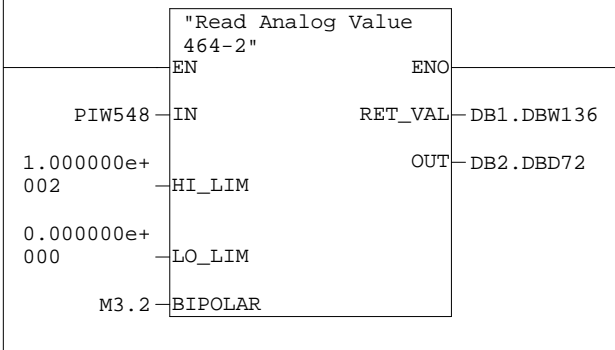 "Read Analog Value
464-2"
EN ENO
PIW548 IN RET_VAL DB1.DBW136
1.000000e+ OUT DB2.DBD72
002 HI_LIM
0.000000e+
000 LO_LIM
M3.2 BIPOLAR